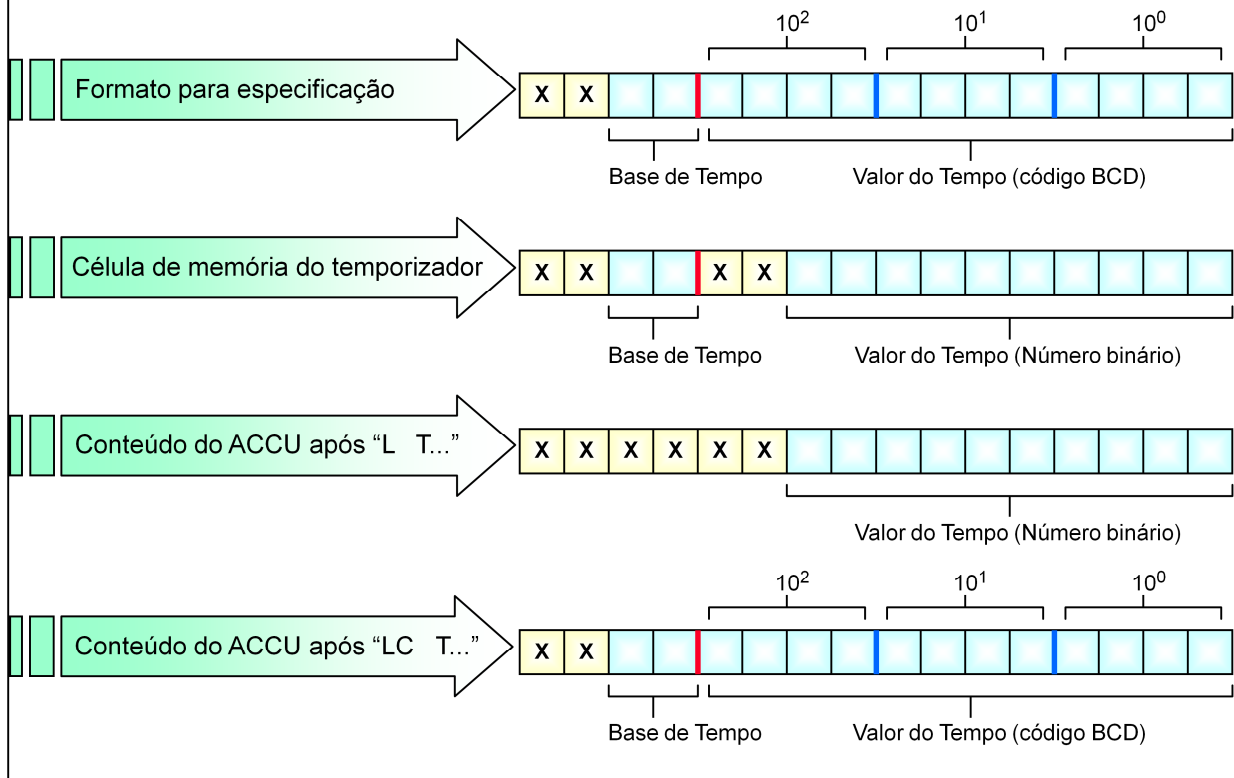 10² 10¹ 10⁰
Formato para especificação
X X
Base de Tempo Valor do Tempo (código BCD)
Célula de memória do temporizador
X X X X
Base de Tempo Valor do Tempo (Número binário)
Conteúdo do ACCU após “L T...”
X X X X X X
Valor do Tempo (Número binário)
10² 10¹ 10⁰
Conteúdo do ACCU após “LC T...”
X X
Base de Tempo Valor do Tempo (código BCD)